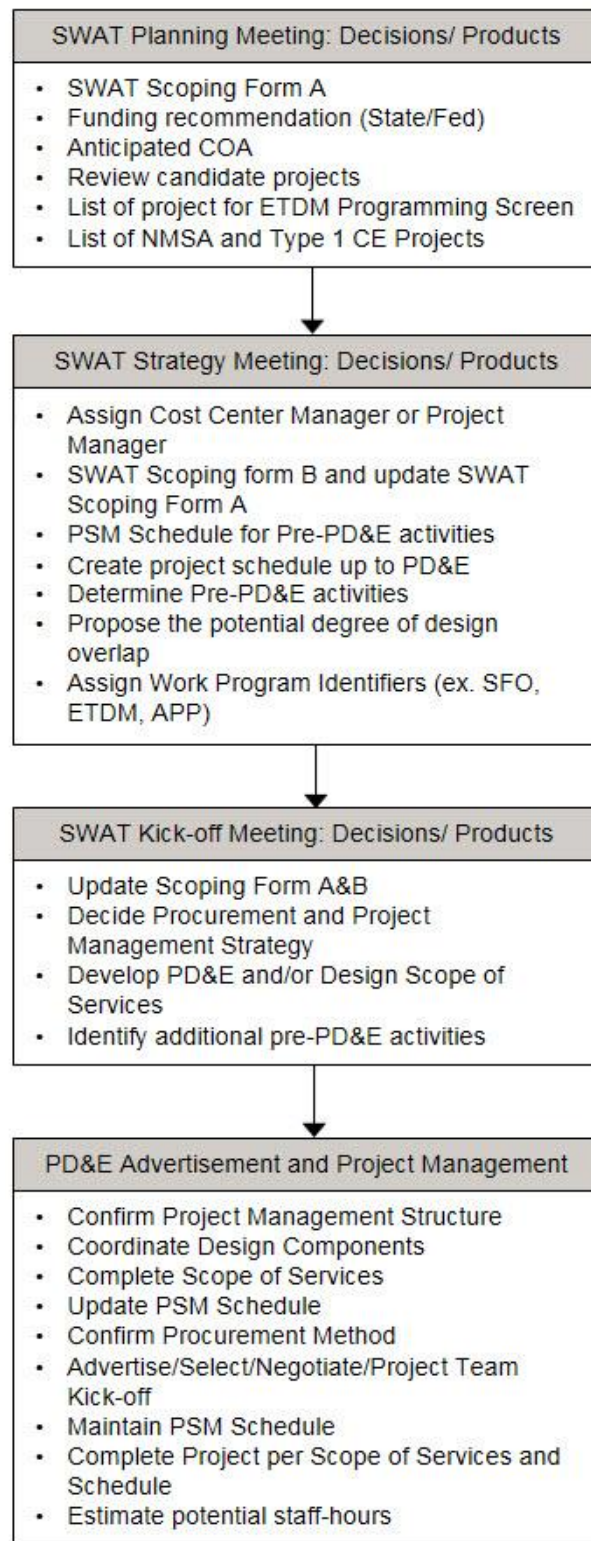 SWAT Planning Meeting: Decisions/ Products
• SWAT Scoping Form A
• Funding recommendation (State/Fed)
• Anticipated COA
• Review candidate projects
• List of project for ETDM Programming Screen
• List of NMSA and Type 1 CE Projects
SWAT Strategy Meeting: Decisions/ Products
• Assign Cost Center Manager or Project
Manager
• SWAT Scoping form B and update SWAT
Scoping Form A
• PSM Schedule for Pre-PD&E activities
• Create project schedule up to PD&E
• Determine Pre-PD&E activities
• Propose the potential degree of design
overlap
• Assign Work Program Identifiers (ex. SFO,
ETDM, APP)
SWAT Kick-off Meeting: Decisions/ Products
• Update Scoping Form A&B
• Decide Procurement and Project
Management Strategy
• Develop PD&E and/or Design Scope of
Services
• Identify additional pre-PD&E activities
PD&E Advertisement and Project Management
• Confirm Project Management Structure
• Coordinate Design Components
• Complete Scope of Services
• Update PSM Schedule
• Confirm Procurement Method
• Advertise/Select/Negotiate/Project Team
Kick-off
• Maintain PSM Schedule
• Complete Project per Scope of Services and
Schedule
• Estimate potential staff-hours